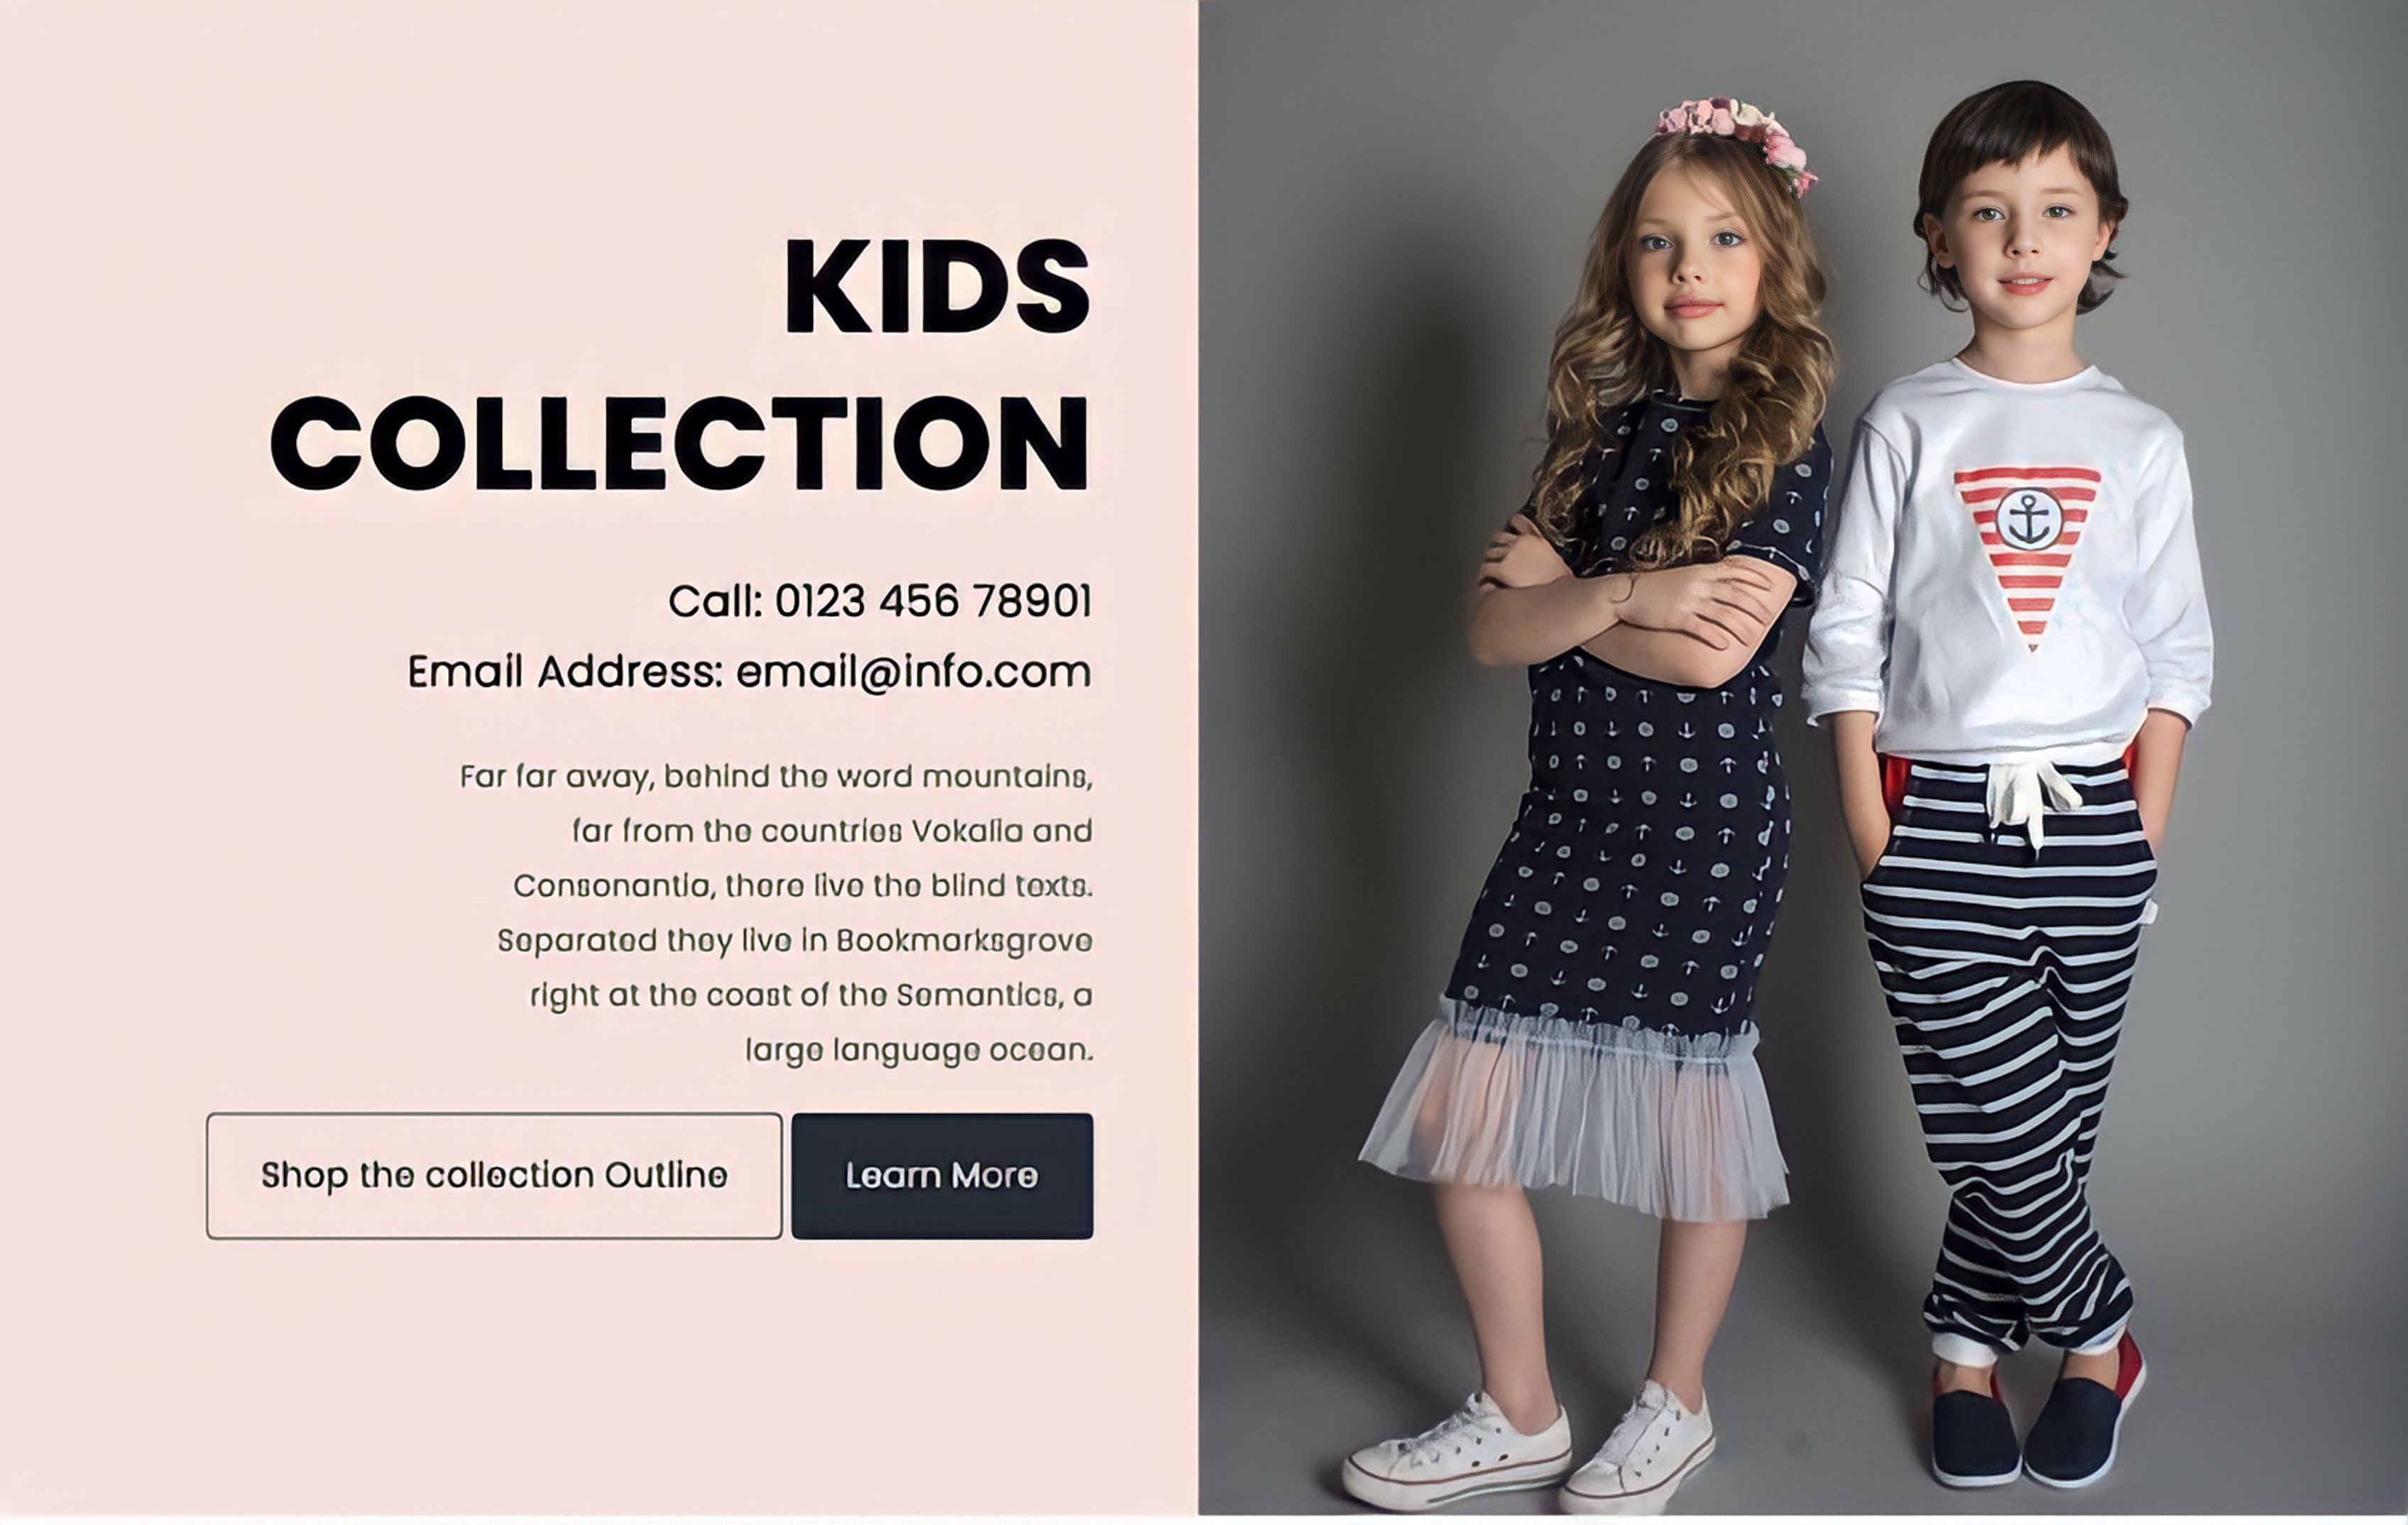 KIDS
COLLECTION
Call: 0123 456 78901
Email Address: email@info.com
Far far away, behind the word mountains,
far from the countries Vokalia and
Consonantia, there live the blind texts.
Separated they live in Bookmarksgrove
right at the coast of the Semantics, a
large language ocean.
Shop the collection Outline
Learn More